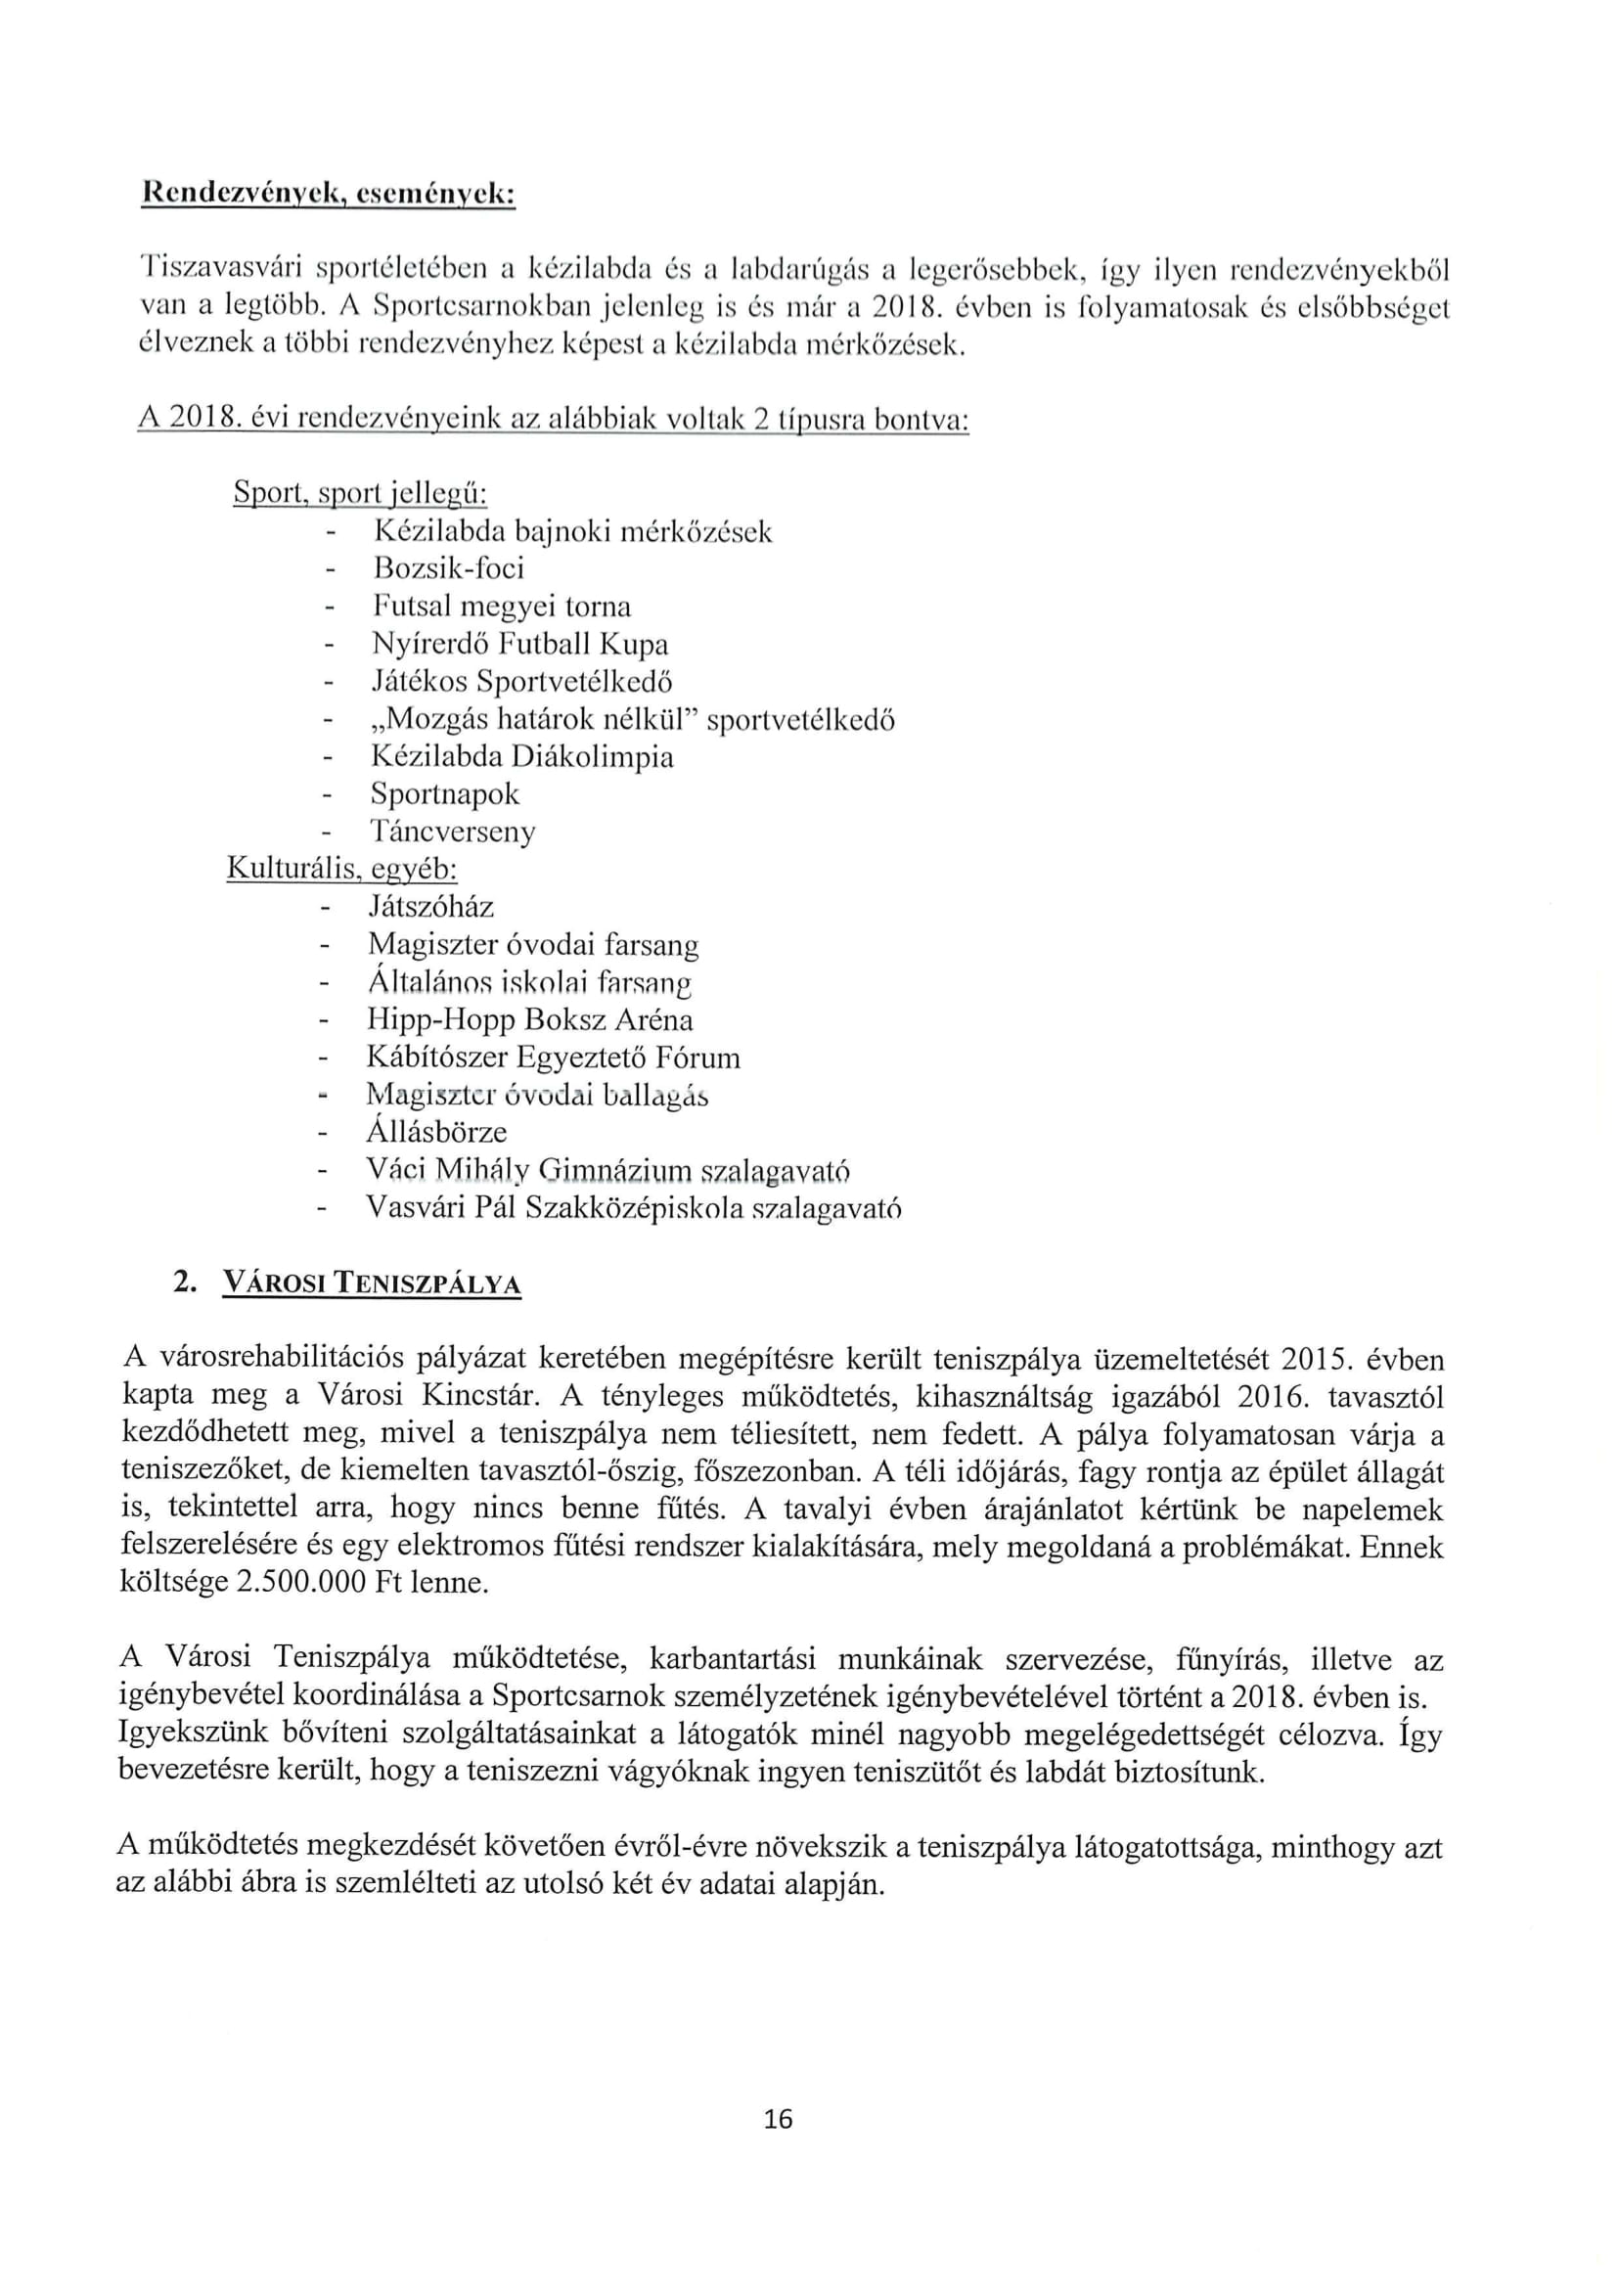 Rendezvények, események:
Tiszavasvári sportéletében a kézilabda és a labdarúgás a legerősebbek, így ilyen rendezvényekből
van a legtöbb. A Sportcsarnokban jelenleg is és már a 2018. évben is folyamatosak és elsőbbséget
élveznek a többi rendezvényhez képest a kézilabda mérkőzések.
A 2018. évi rendezvényeink az alábbiak voltak 2 típusra bontva:
Sport, sport jellegű:
- Kézilabda bajnoki mérkőzések
- Bozsik-foci
- Futsal megyei torna
- Nyírerdő Futball Kupa
- Játékos Sportvetélkedő
- „Mozgás határok nélkül” sportvetélkedő
- Kézilabda Diákolimpia
- Sportnapok
- Táncverseny
Kulturális, egyéb:
- Játszóház
- Magiszter óvodai farsang
- Általános iskolai farsang
- Hipp-Hopp Boksz Aréna
- Kábítószer Egyeztető Fórum
- Magiszter óvodai ballagás
- Állásbörze
- Váci Mihály Gimnázium szalagavató
- Vasvári Pál Szakközépiskola szalagavató
2. VÁROSI TENISZPÁLYA
A városrehabilitációs pályázat keretében megépítésre került teniszpálya üzemeltetését 2015. évben
kapta meg a Városi Kincstár. A tényleges működtetés, kihasználtság igazából 2016. tavasztól
kezdődhetett meg, mivel a teniszpálya nem téliesített, nem fedett. A pálya folyamatosan várja a
teniszezőket, de kiemelten tavasztól-őszig, főszezonban. A téli időjárás, fagy rontja az épület állagát
is, tekintettel arra, hogy nincs benne fűtés. A tavalyi évben árajánlatot kértünk be napelemek
felszerelésére és egy elektromos fűtési rendszer kialakítására, mely megoldaná a problémákat. Ennek
költsége 2.500.000 Ft lenne.
A Városi Teniszpálya működtetése, karbantartási munkáinak szervezése, fűnyírás, illetve az
igénybevétel koordinálása a Sportcsarnok személyzetének igénybevételével történt a 2018. évben is.
Igyekszünk bővíteni szolgáltatásainkat a látogatók minél nagyobb megelégedettségét célozva. Így
bevezetésre került, hogy a teniszezni vágyóknak ingyen teniszütőt és labdát biztosítunk.
A működtetés megkezdését követően évről-évre növekszik a teniszpálya látogatottsága, minthogy azt
az alábbi ábra is szemlélteti az utolsó két év adatai alapján.
16